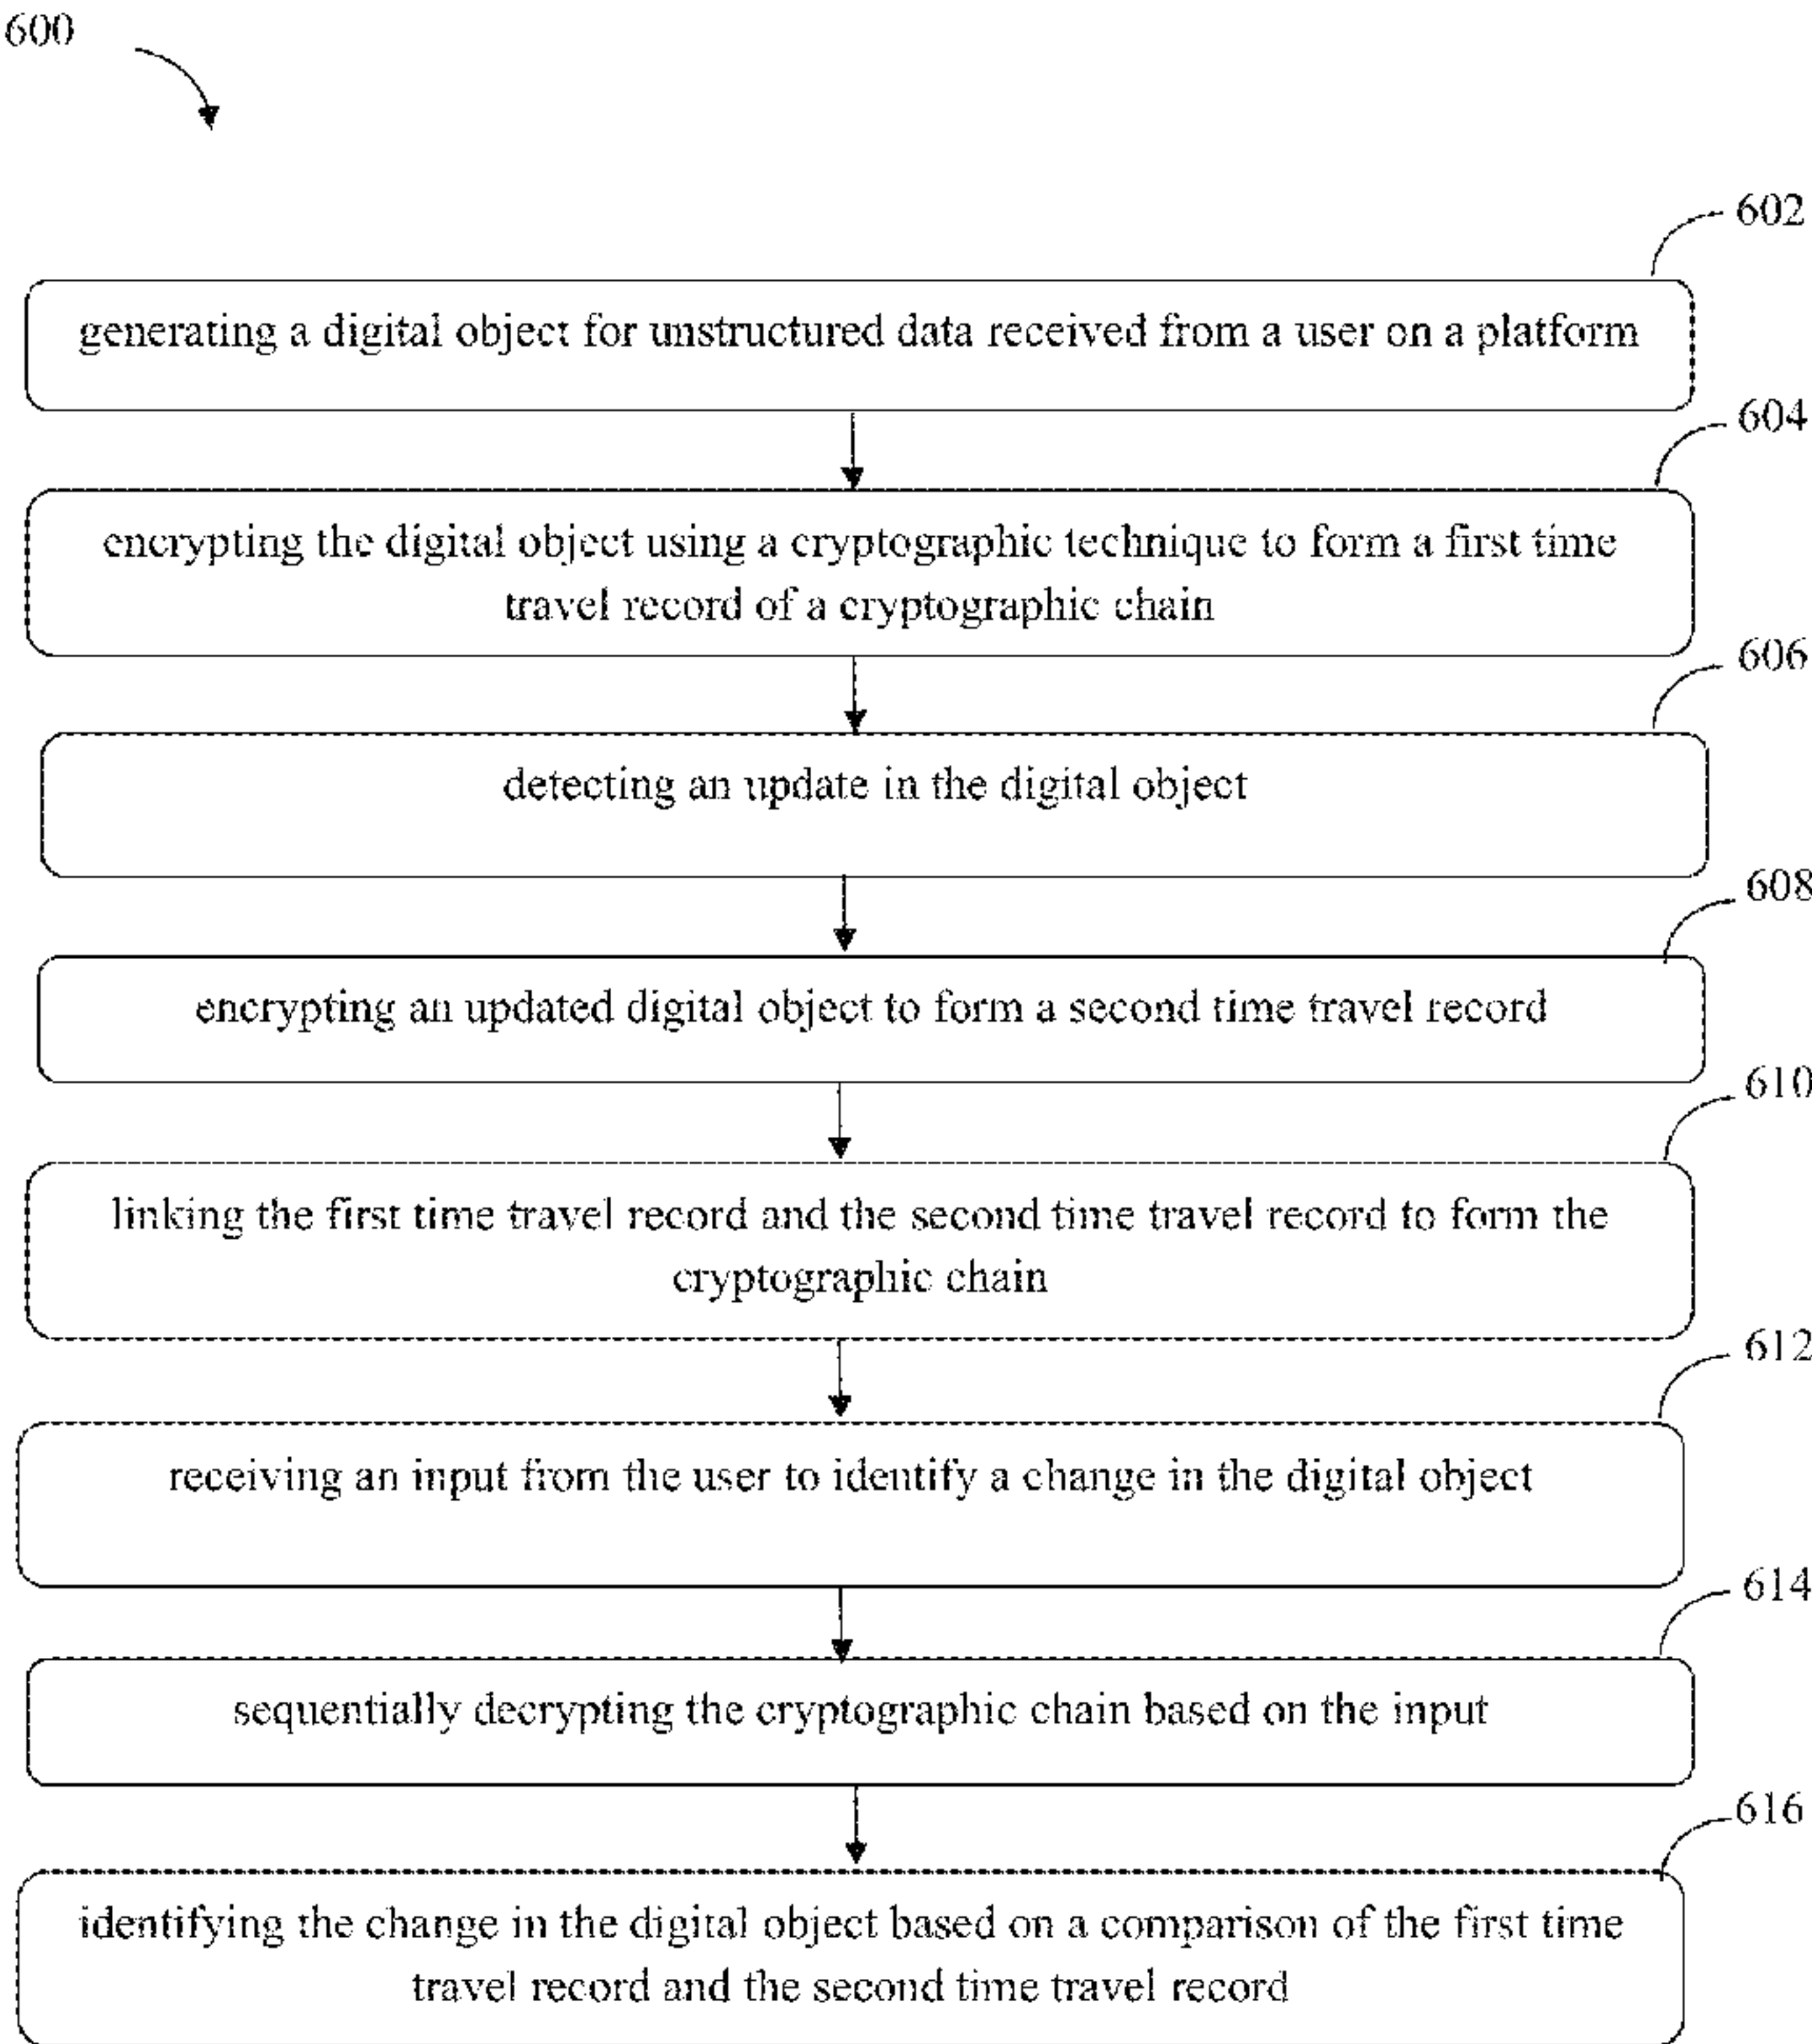 600
602
generating a digital object for unstructured data received from a user on a platform
604
encrypting the digital object using a cryptographic technique to form a first time
travel record of a cryptographic chain
606
detecting an update in the digital object
608
encrypting an updated digital object to form a second time travel record
610
linking the first time travel record and the second time travel record to form the
cryptographic chain
612
receiving an input from the user to identify a change in the digital object
614
sequentially decrypting the cryptographic chain based on the input
616
identifying the change in the digital object based on a comparison of the first time
travel record and the second time travel record